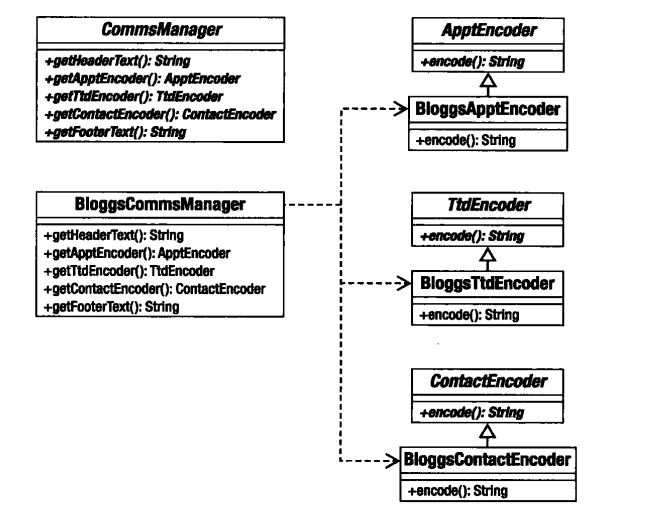 CommsManager
+getHeaderText(): String
+getApptEncoder(): ApptEncoder
+getTtdEncoder(): TtdEncoder
+getContactEncoder(): ContactEncoder
+getFooterText(): String
BloggsCommsManager
+getHeaderText(): String
+getApptEncoder(): ApptEncoder
+getTtdEncoder(): TtdEncoder
+getContactEncoder(): ContactEncoder
+getFooterText(): String
ApptEncoder
+encode(): String
BloggsApptEncoder
+encode(): String
TtdEncoder
+encode(): String
BloggsTtdEncoder
+encode(): String
ContactEncoder
+encode(): String
BloggsContactEncoder
+encode(): String